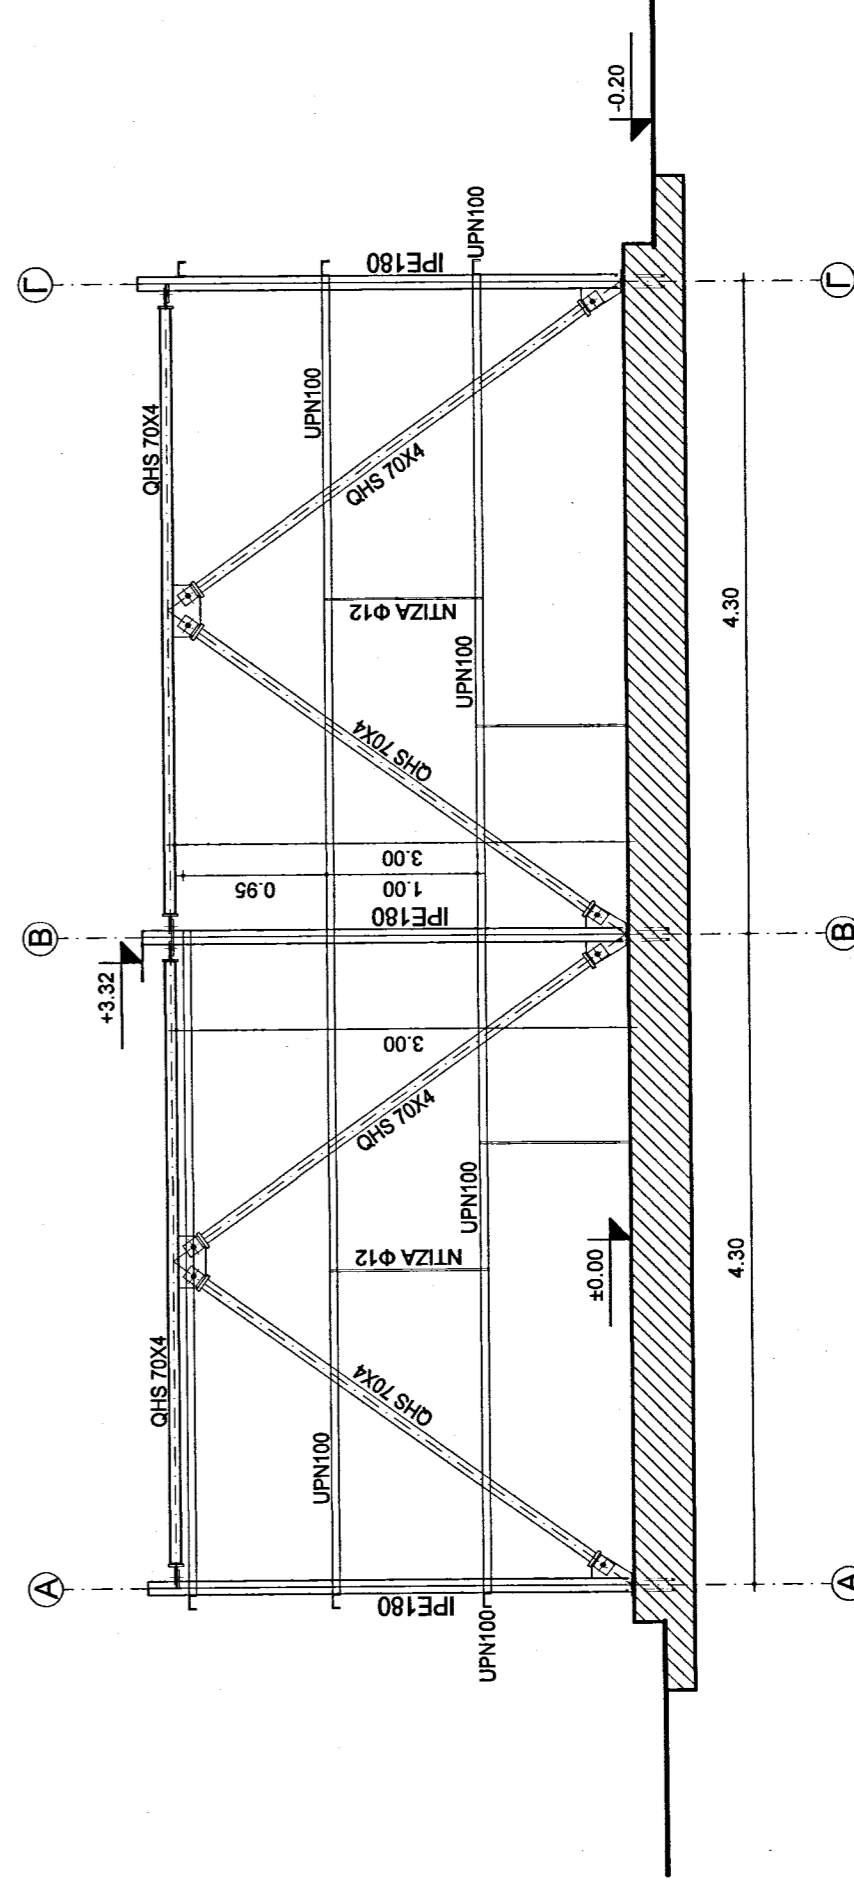 Α
Β
Γ
+3.32
QHS 70X4
QHS 70X4
IPE180
IPE180
IPE180
UPN100
UPN100
UPN100
UPN100
UPN100
UPN100
QHS 70X4
QHS 70X4
QHS 70X4
QHS 70X4
ΝΤΙΖΑ Φ12
ΝΤΙΖΑ Φ12
3.00
3.00
0.95
1.00
±0.00
-0.20
4.30
4.30
Α
Β
Γ